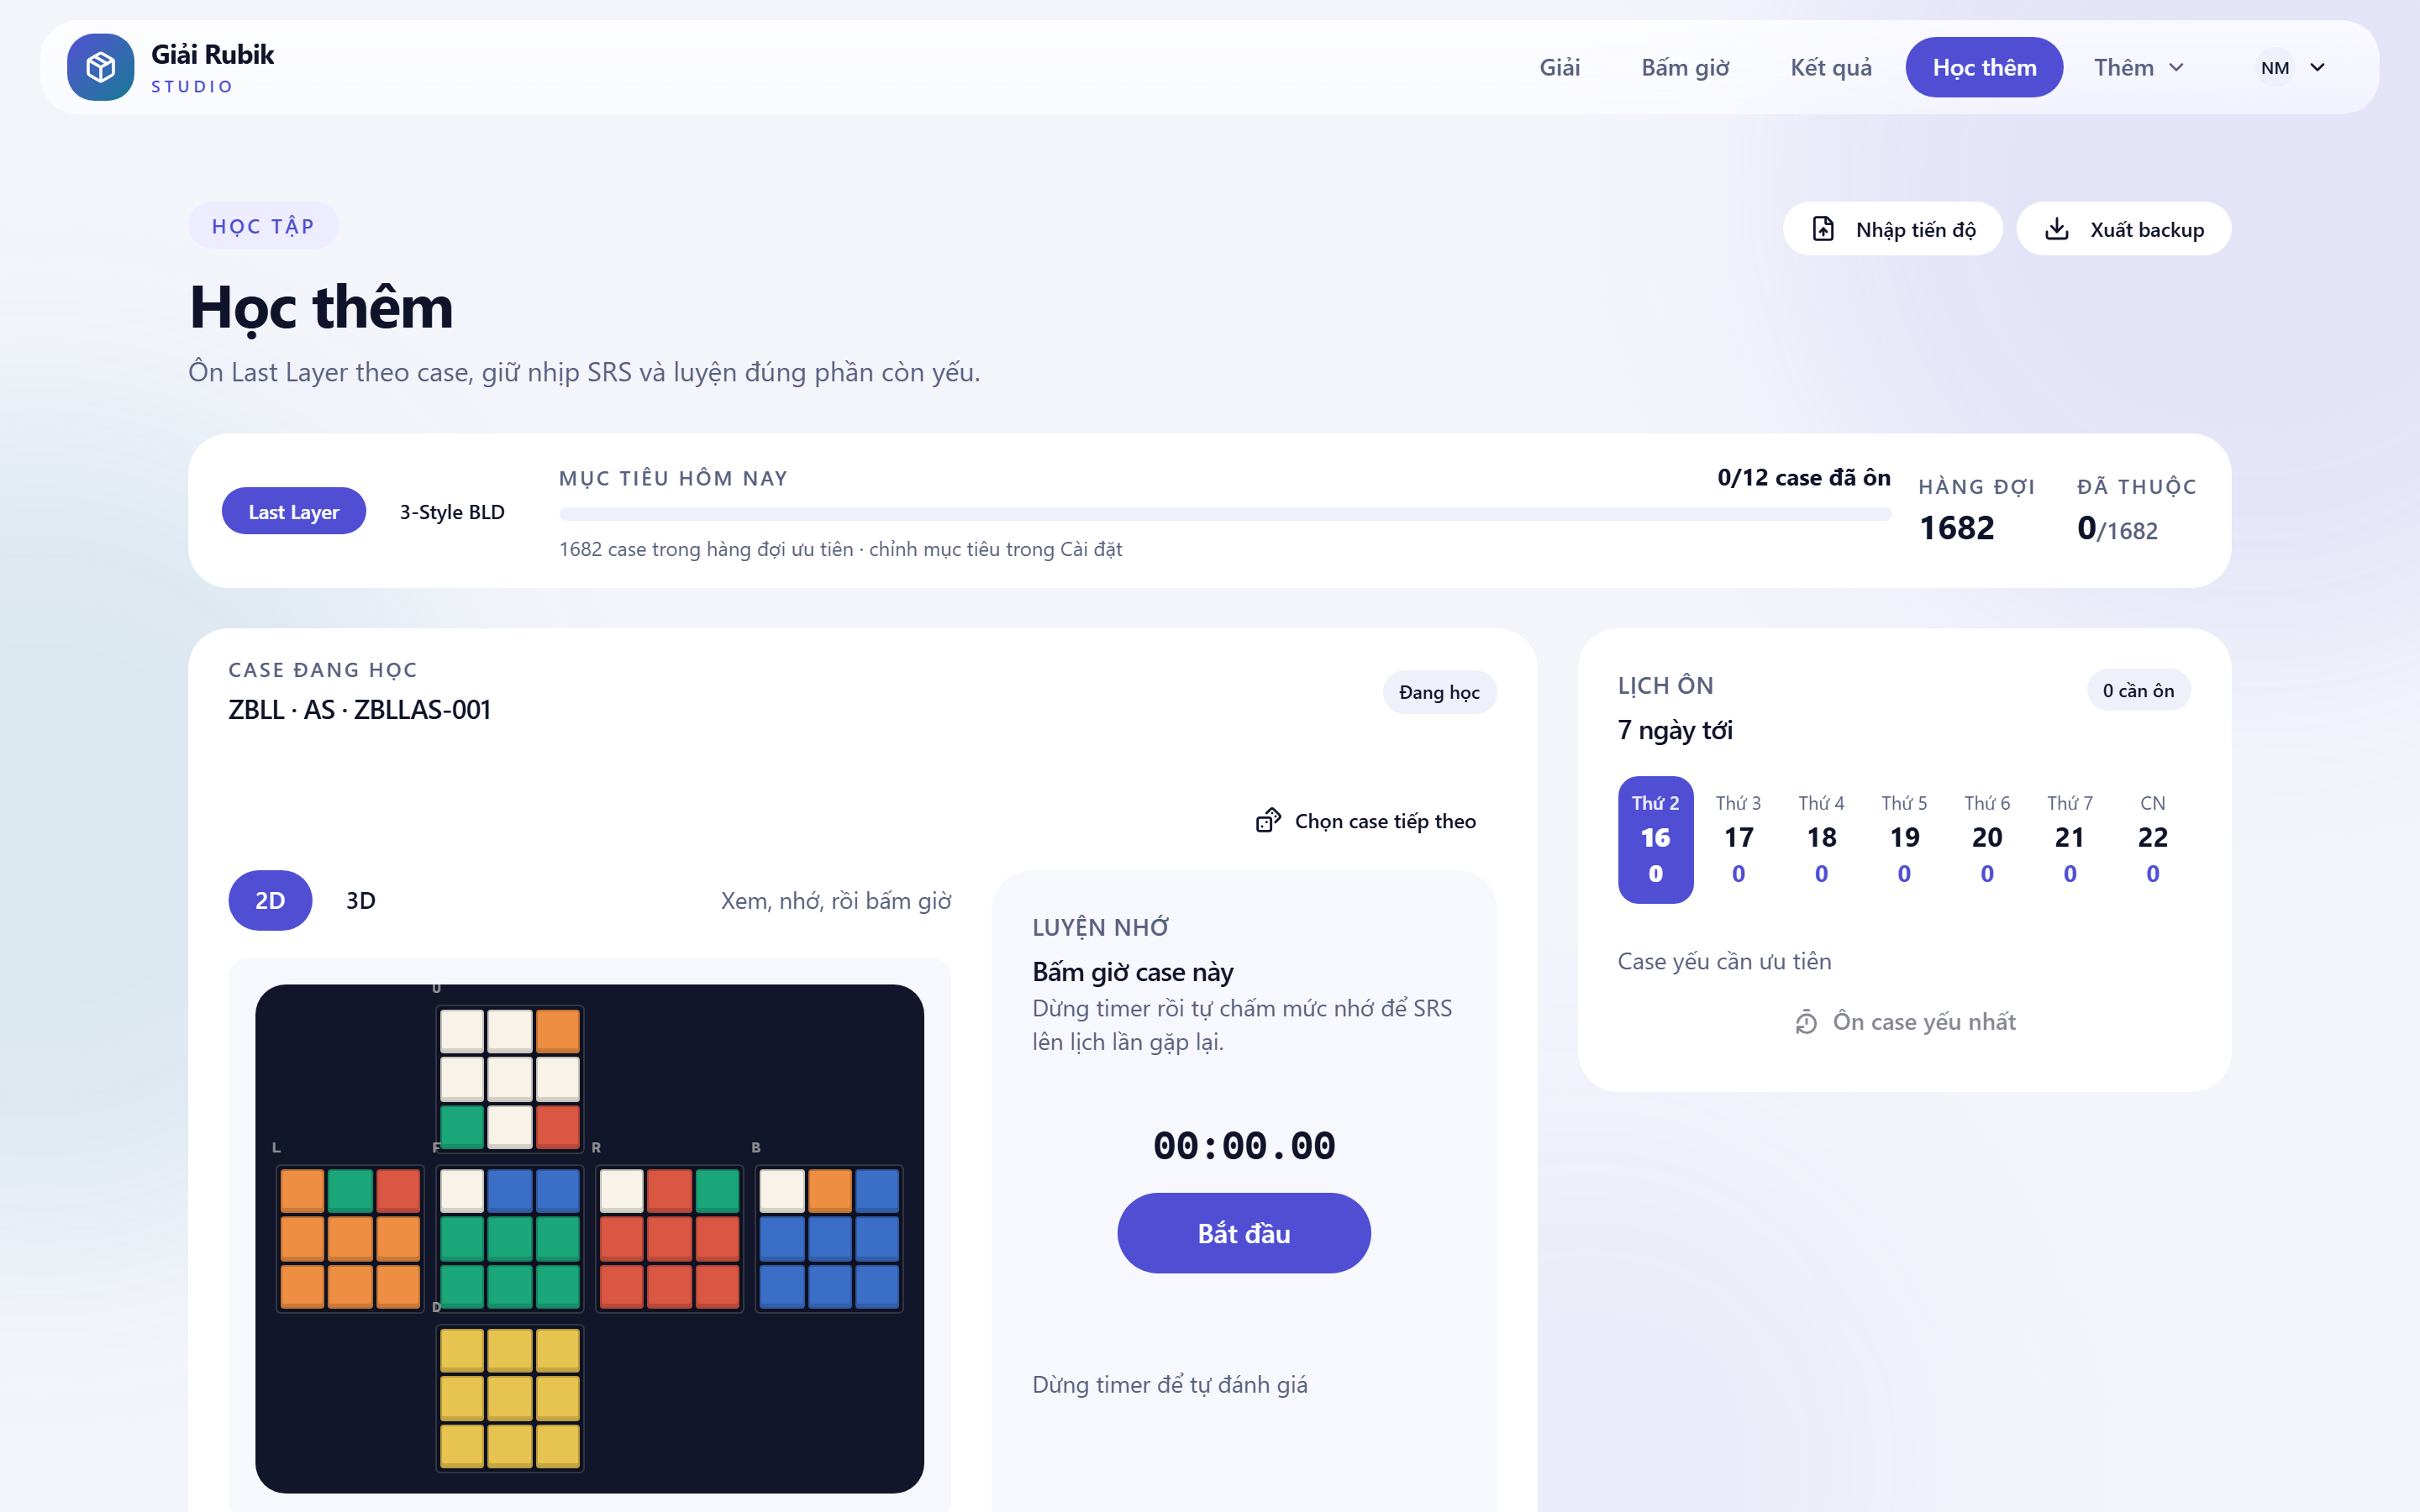 Giải Rubik
STUDIO
Giải
Bấm giờ
Kết quả
Học thêm
Thêm
NM
HỌC TẬP
Nhập tiến độ
Xuất backup
Học thêm
Ôn Last Layer theo case, giữ nhịp SRS và luyện đúng phần còn yếu.
Last Layer
3-Style BLD
MỤC TIÊU HÔM NAY
0/12 case đã ôn
1682 case trong hàng đợi ưu tiên · chỉnh mục tiêu trong Cài đặt
HÀNG ĐỢI
1682
ĐÃ THUỘC
0/1682
CASE ĐANG HỌC
ZBLL · AS · ZBLLAS-001
Đang học
Chọn case tiếp theo
2D
3D
Xem, nhớ, rồi bấm giờ
U
L
F
R
B
D
LUYỆN NHỚ
Bấm giờ case này
Dừng timer rồi tự chấm mức nhớ để SRS
lên lịch lần gặp lại.
00:00.00
Bắt đầu
Dừng timer để tự đánh giá
LỊCH ÔN
0 cần ôn
7 ngày tới
Thứ 2 Thứ 3 Thứ 4 Thứ 5 Thứ 6 Thứ 7 CN
16 17 18 19 20 21 22
0 0 0 0 0 0 0
Case yếu cần ưu tiên
Ôn case yếu nhất